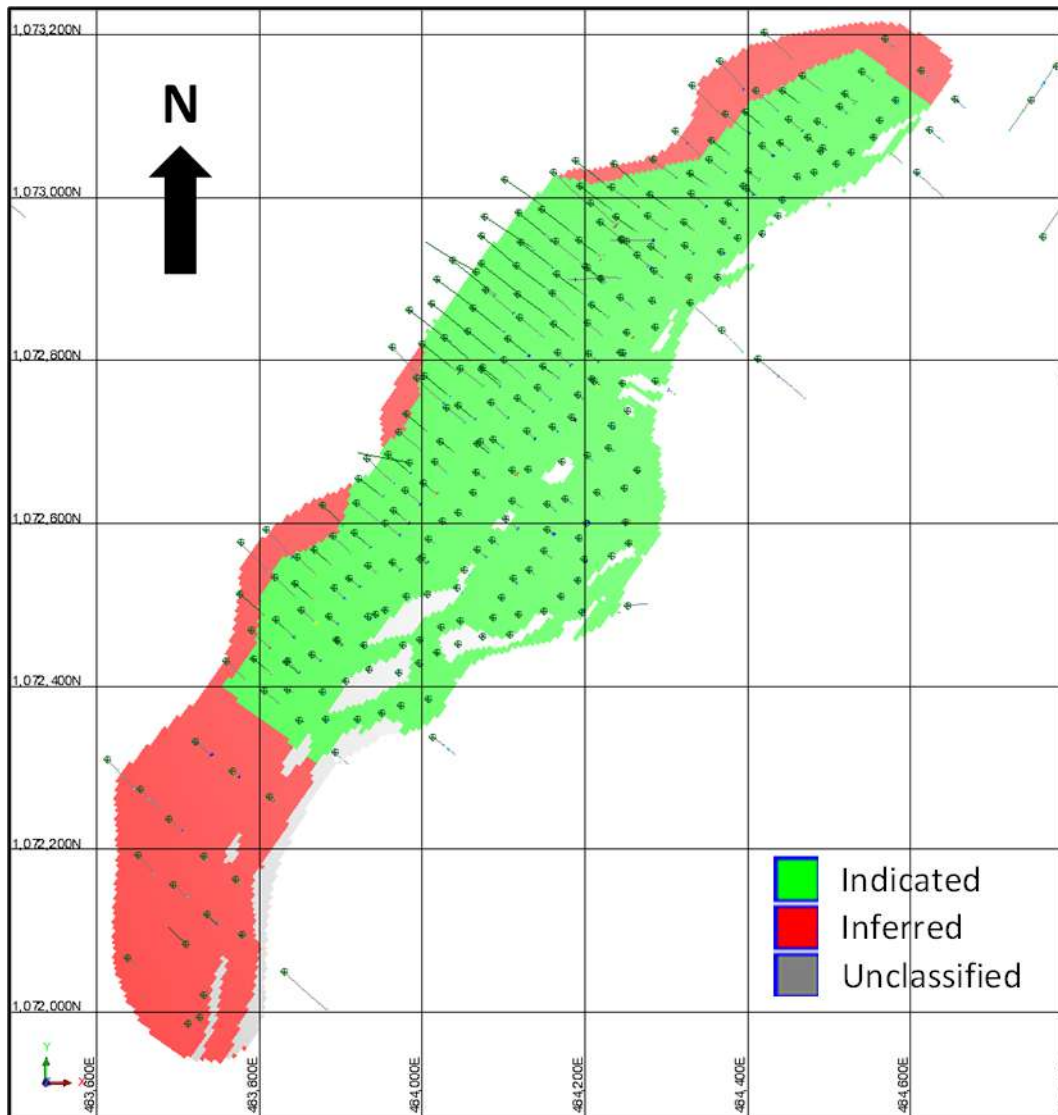 1,073,200N
N
1,073,000N
1,072,800N
1,072,600N
1,072,400N
1,072,200N
Indicated
Inferred
Unclassified
1,072,000N
Y
X
483,600E
483,800E
484,000E
484,200E
484,400E
484,600E